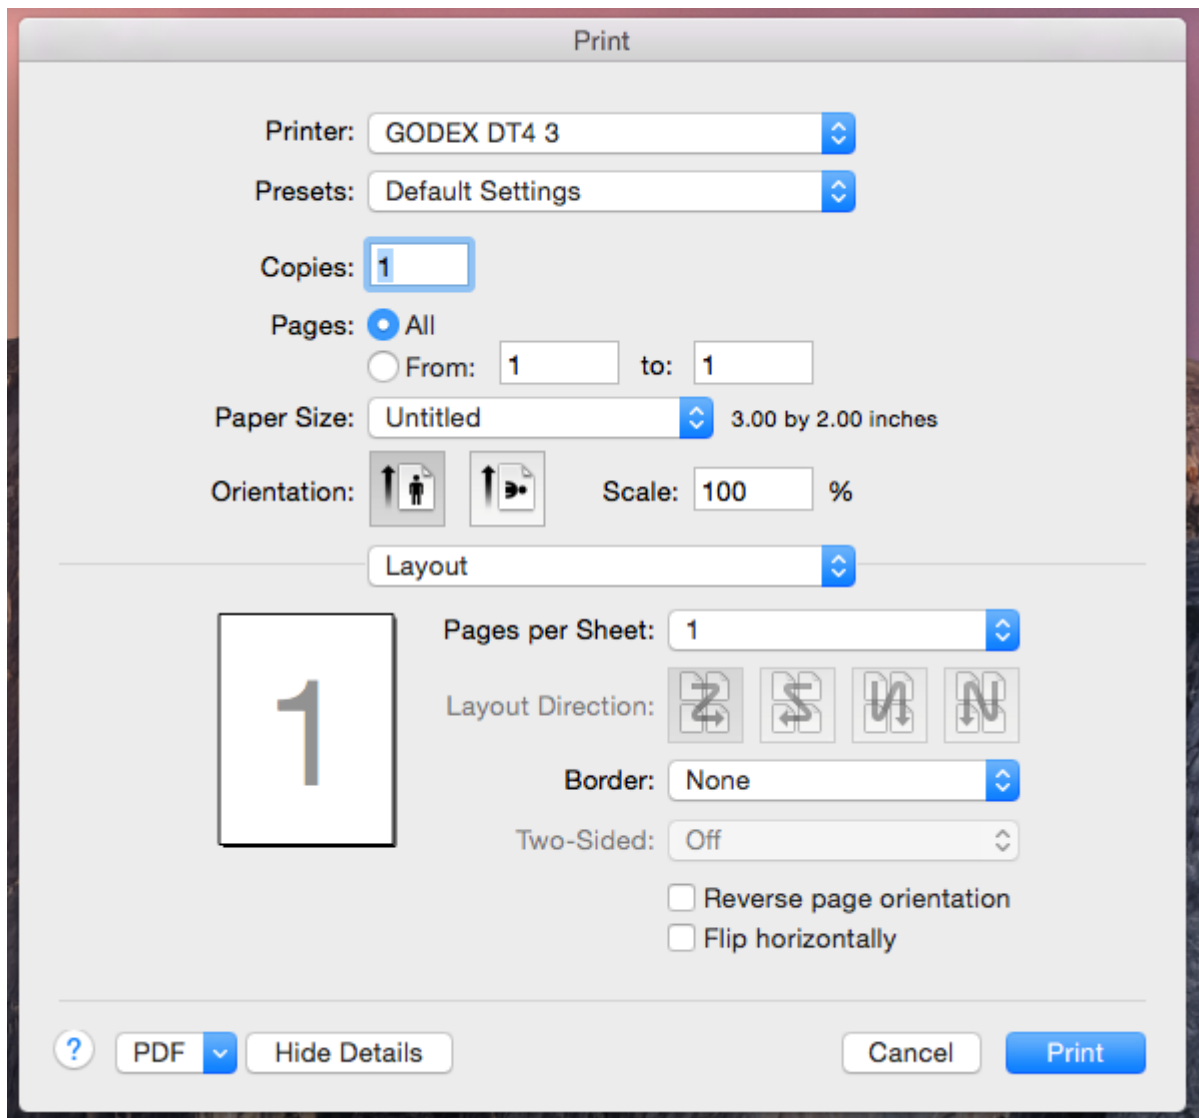 Print
Printer: GODEX DT4 3
Presets: Default Settings
Copies: 1
Pages: All
From: 1 to: 1
Paper Size: Untitled 3.00 by 2.00 inches
Orientation: Scale: 100 %
Layout
1
Pages per Sheet: 1
Layout Direction:
Border: None
Two-Sided: Off
Reverse page orientation
Flip horizontally
? PDF Hide Details Cancel Print